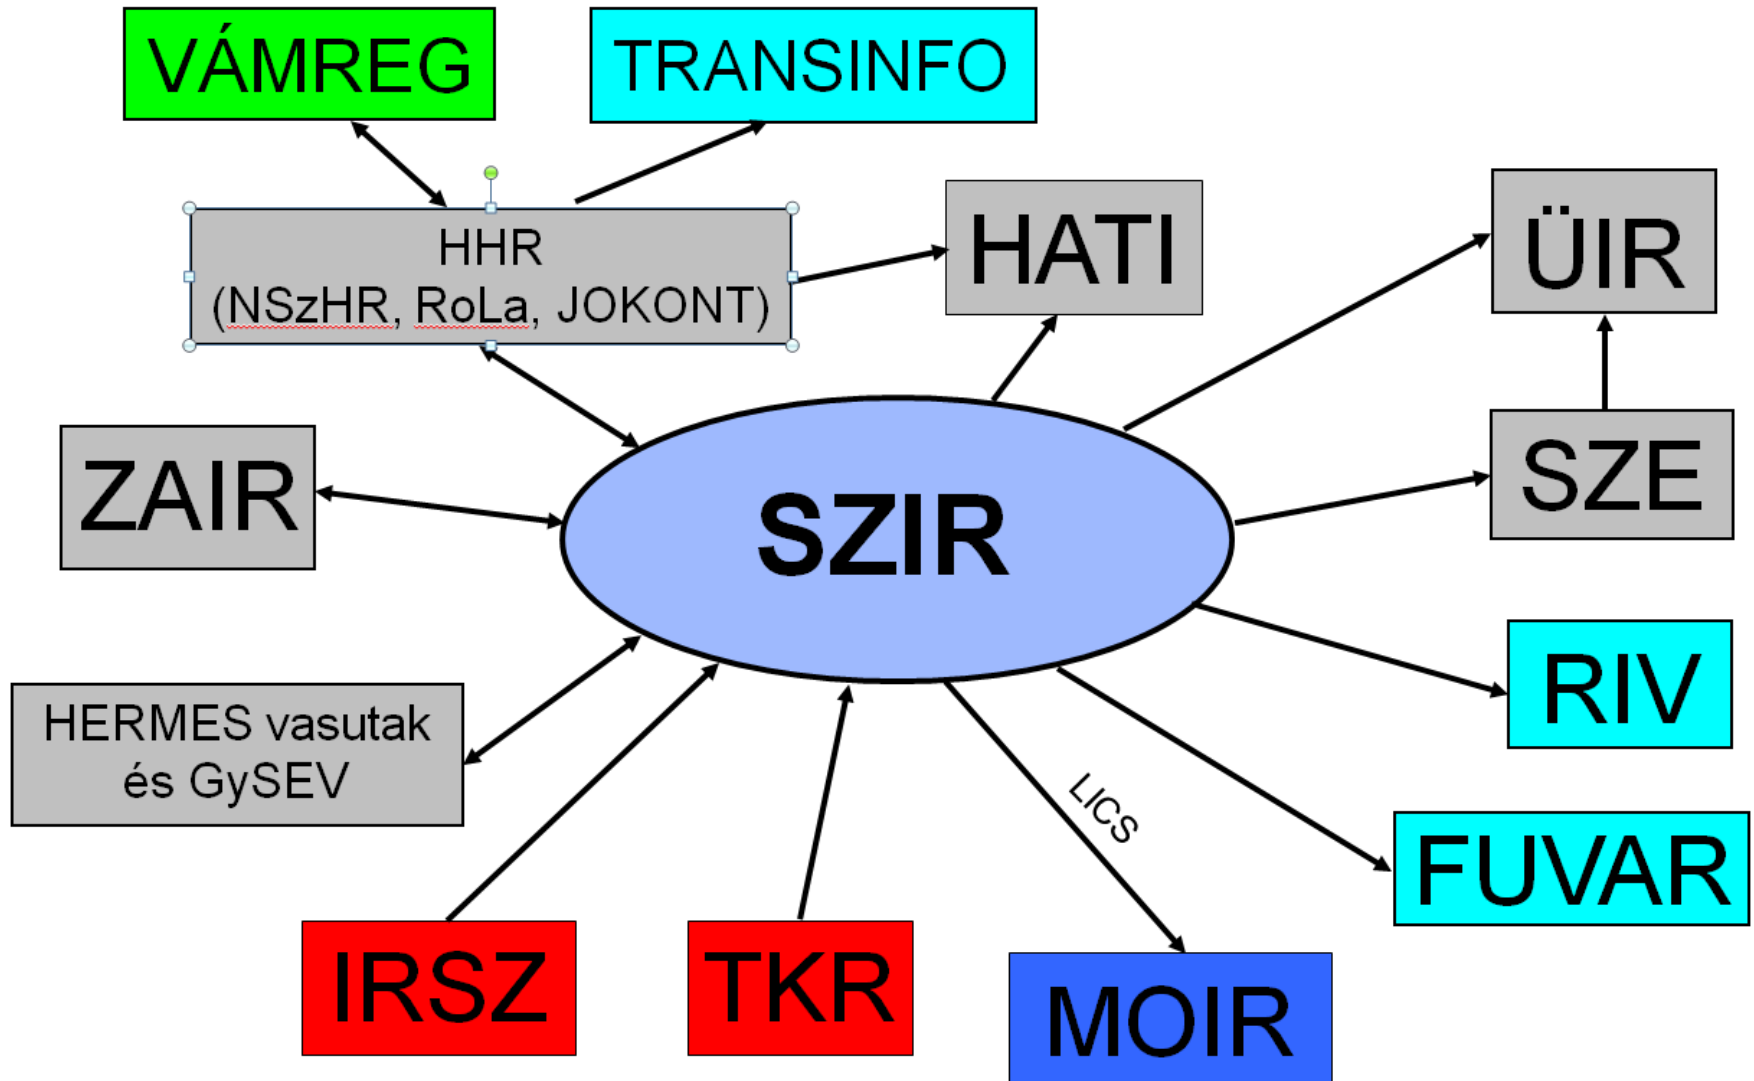 VÁMREG
TRANSINFO
HHR
(NSzHR, RoLa, JOKONT)
HATI
ÜIR
ZAIR
SZIR
SZE
HERMES vasutak
és GySEV
RIV
LICS
FUVAR
IRSZ
TKR
MOIR